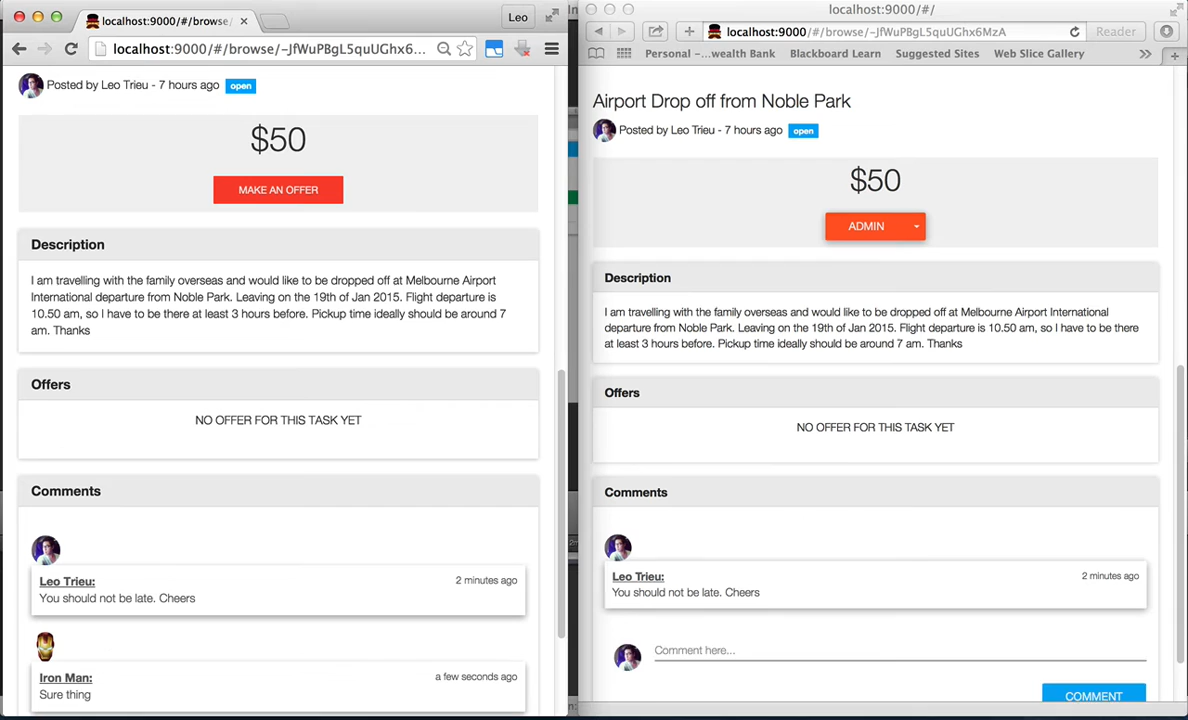 localhost:9000/#/browse/
Leo
localhost:9000/#/browse/-JfWuPBgL5quUGhx6...
Posted by Leo Trieu - 7 hours ago open
$50
MAKE AN OFFER
Description
I am travelling with the family overseas and would like to be dropped off at Melbourne Airport
International departure from Noble Park. Leaving on the 19th of Jan 2015. Flight departure is
10.50 am, so I have to be there at least 3 hours before. Pickup time ideally should be around 7
am. Thanks
Offers
NO OFFER FOR THIS TASK YET
Comments
Leo Trieu:
2 minutes ago
You should not be late. Cheers
Iron Man:
a few seconds ago
Sure thing
localhost:9000/#/
localhost:9000/#/browse/-JfWuPBgL5quUGhx6MzA
Reader
Personal -...wealth Bank Blackboard Learn Suggested Sites Web Slice Gallery
Airport Drop off from Noble Park
Posted by Leo Trieu - 7 hours ago open
$50
ADMIN
Description
I am travelling with the family overseas and would like to be dropped off at Melbourne Airport International
departure from Noble Park. Leaving on the 19th of Jan 2015. Flight departure is 10.50 am, so I have to be there
at least 3 hours before. Pickup time ideally should be around 7 am. Thanks
Offers
NO OFFER FOR THIS TASK YET
Comments
Leo Trieu:
2 minutes ago
You should not be late. Cheers
Comment here...
COMMENT